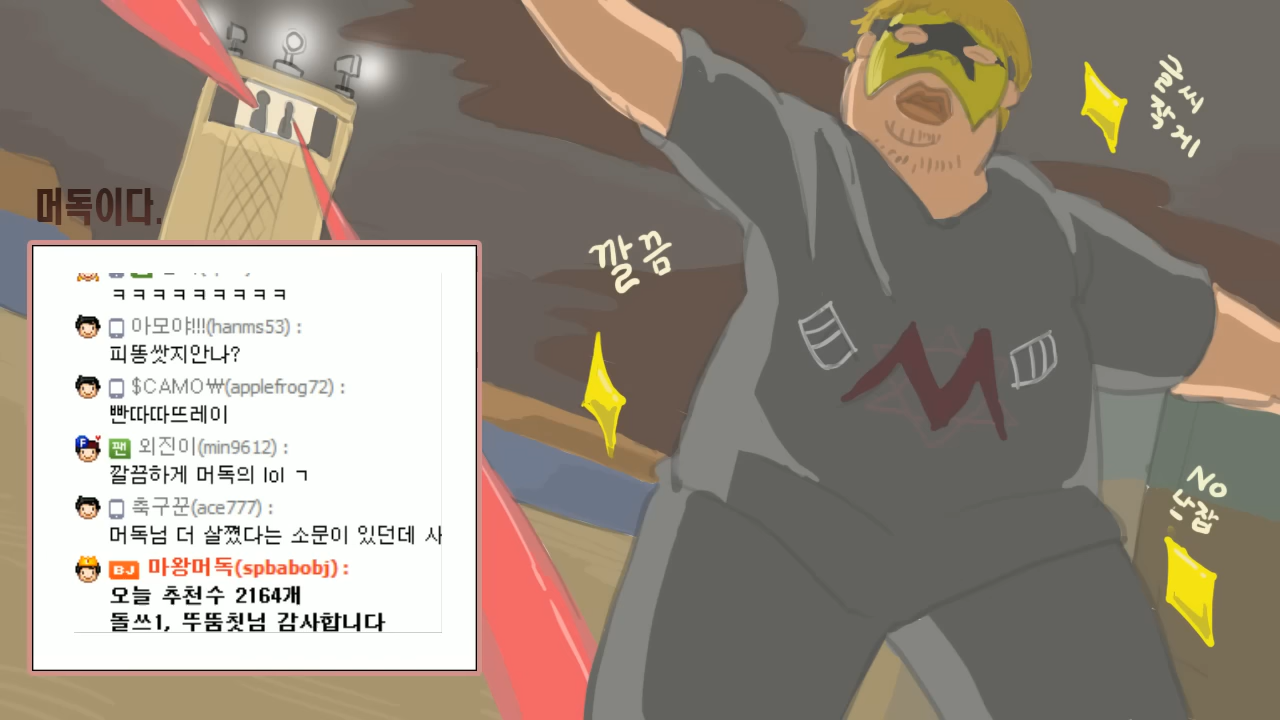 머독이다.
ㅋㅋㅋㅋㅋㅋㅋㅋㅋ
아모야!!!(hanms53) :
피똥쌋지안나?
$CAMO₩(applefrog72) :
빤따따뜨레이
팬 외진이(min9612) :
깔끔하게 머독의 lol ㄱ
축구꾼(ace777) :
머독님 더 살쪘다는 소문이 있던데 사
BJ 마왕머독(spbabobj) :
오늘 추천수 2164개
돌쓰1, 뚜뚬칫님 감사합니다
깔끔
글씨
작게
No
난잡
M